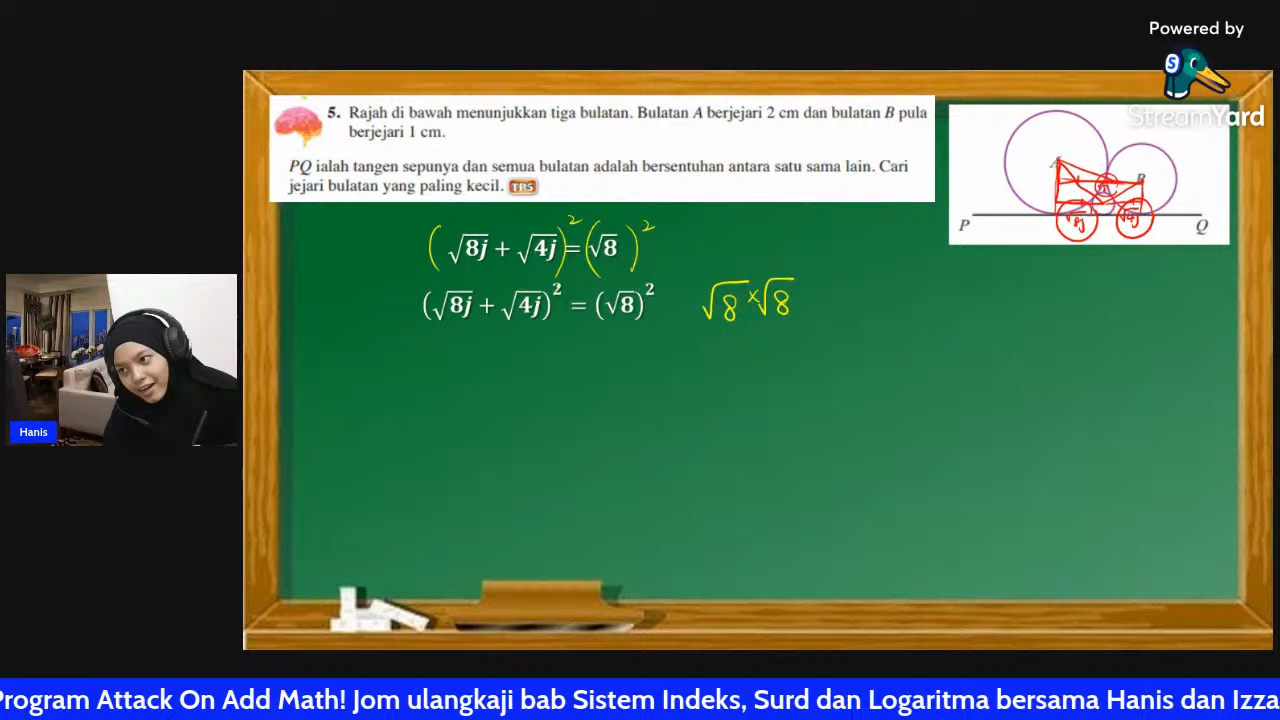 Powered by
S
StreamYard
5. Rajah di bawah menunjukkan tiga bulatan. Bulatan A berjejari 2 cm dan bulatan B pula
berjejari 1 cm.
PQ ialah tangen sepunya dan semua bulatan adalah bersentuhan antara satu sama lain. Cari
jejari bulatan yang paling kecil. TP5
A
B
P
Q
√8j
√4j
(√8j + √4j)² = (√8)²
(√8j + √4j)² = (√8)²
√8 × √8
Hanis
Program Attack On Add Math! Jom ulangkaji bab Sistem Indeks, Surd dan Logaritma bersama Hanis dan Izza